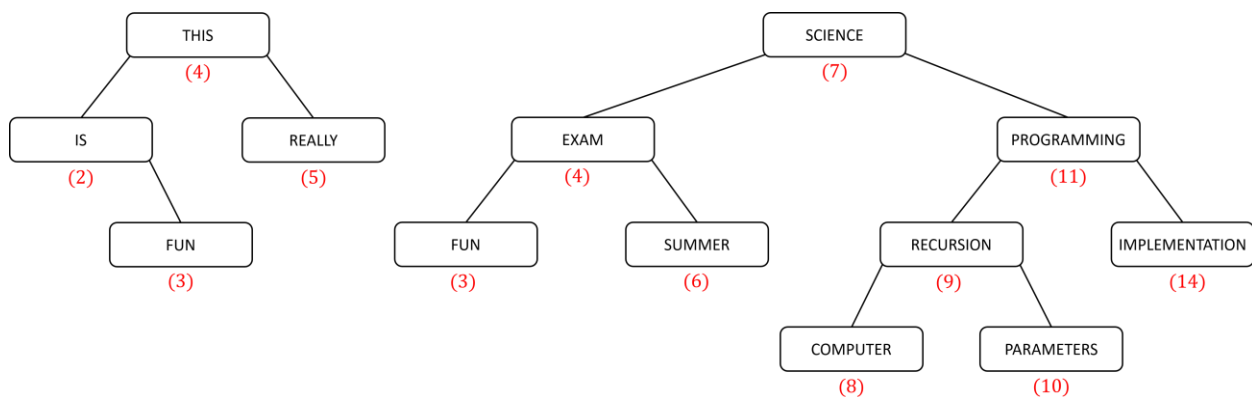 THIS
(4)
IS
(2)
REALLY
(5)
FUN
(3)
SCIENCE
(7)
EXAM
(4)
PROGRAMMING
(11)
FUN
(3)
SUMMER
(6)
RECURSION
(9)
IMPLEMENTATION
(14)
COMPUTER
(8)
PARAMETERS
(10)